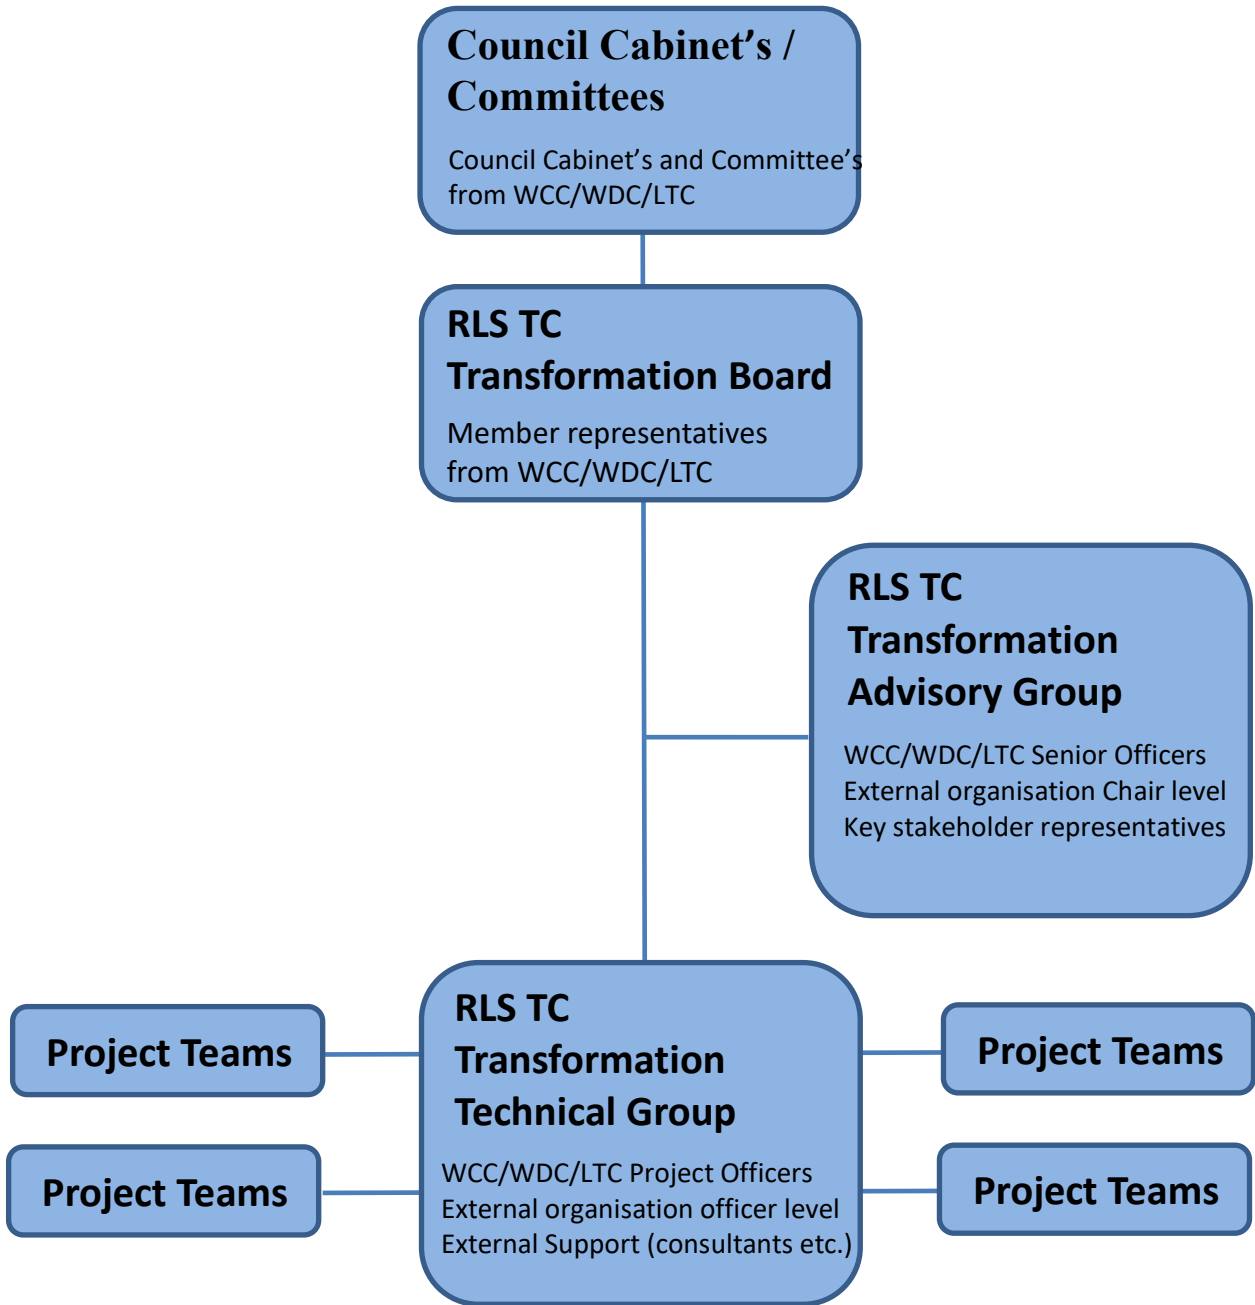 Council Cabinet's /
Committees
Council Cabinet’s and Committee’s
from WCC/WDC/LTC
RLS TC
Transformation Board
Member representatives
from WCC/WDC/LTC
RLS TC
Transformation
Advisory Group
WCC/WDC/LTC Senior Officers
External organisation Chair level
Key stakeholder representatives
RLS TC
Transformation
Technical Group
WCC/WDC/LTC Project Officers
External organisation officer level
External Support (consultants etc.)
Project Teams
Project Teams
Project Teams
Project Teams